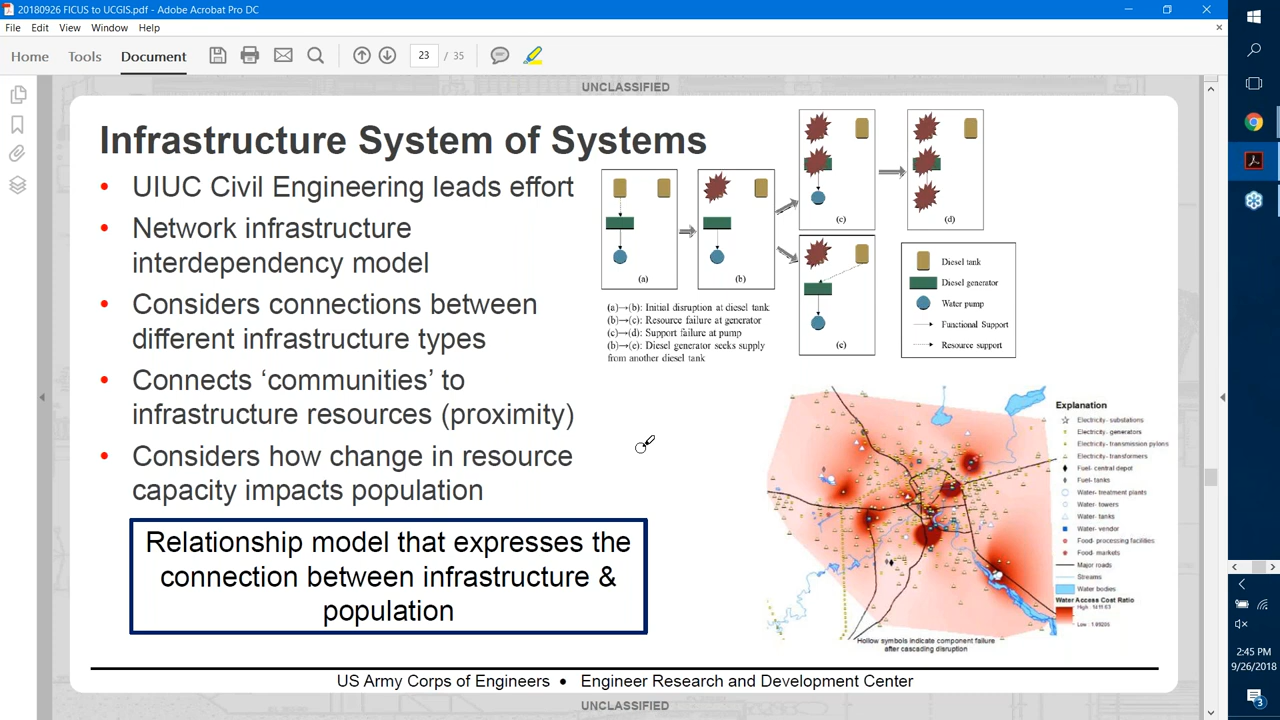 20180926 FICUS to UCGIS.pdf - Adobe Acrobat Pro DC
File Edit View Window Help
Home Tools Document 23 / 35
UNCLASSIFIED
Infrastructure System of Systems
• UIUC Civil Engineering leads effort
• Network infrastructure
interdependency model
• Considers connections between
different infrastructure types
• Connects ‘communities’ to
infrastructure resources (proximity)
• Considers how change in resource
capacity impacts population
Relationship model that expresses the
connection between infrastructure &
population
(a)
(b)
(c)
(d)
(e)
(a)→(b): Initial disruption at diesel tank
(b)→(c): Resource failure at generator
(c)→(d): Support failure at pump
(b)→(e): Diesel generator seeks supply
from another diesel tank
Diesel tank
Diesel generator
Water pump
Functional Support
Resource support
Explanation
Electricity- substations
Electricity- generators
Electricity- transmission pylons
Electricity- transformers
Fuel- central depot
Fuel- tanks
Water- treatment plants
Water- towers
Water- tanks
Water- vendor
Food- processing facilities
Food- markets
Major roads
Streams
Water bodies
Water Access Cost Ratio
Hollow symbols indicate component failure
after cascading disruption
US Army Corps of Engineers • Engineer Research and Development Center
UNCLASSIFIED
2:45 PM
9/26/2018
3